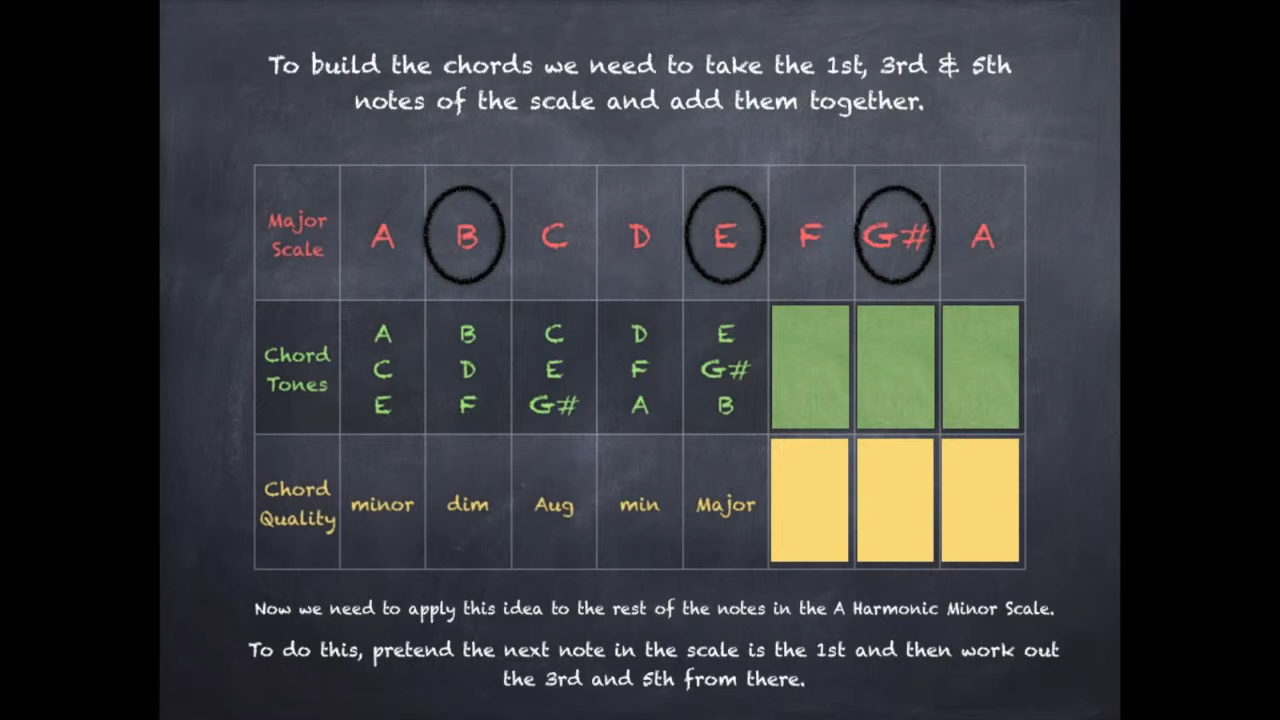 To build the chords we need to take the 1st, 3rd & 5th
notes of the scale and add them together.
Major Scale A B C D E F G# A
Chord Tones
A B C D E
C D E F G#
E F G# A B
Chord Quality minor dim Aug min Major
Now we need to apply this idea to the rest of the notes in the A Harmonic Minor Scale.
To do this, pretend the next note in the scale is the 1st and then work out
the 3rd and 5th from there.